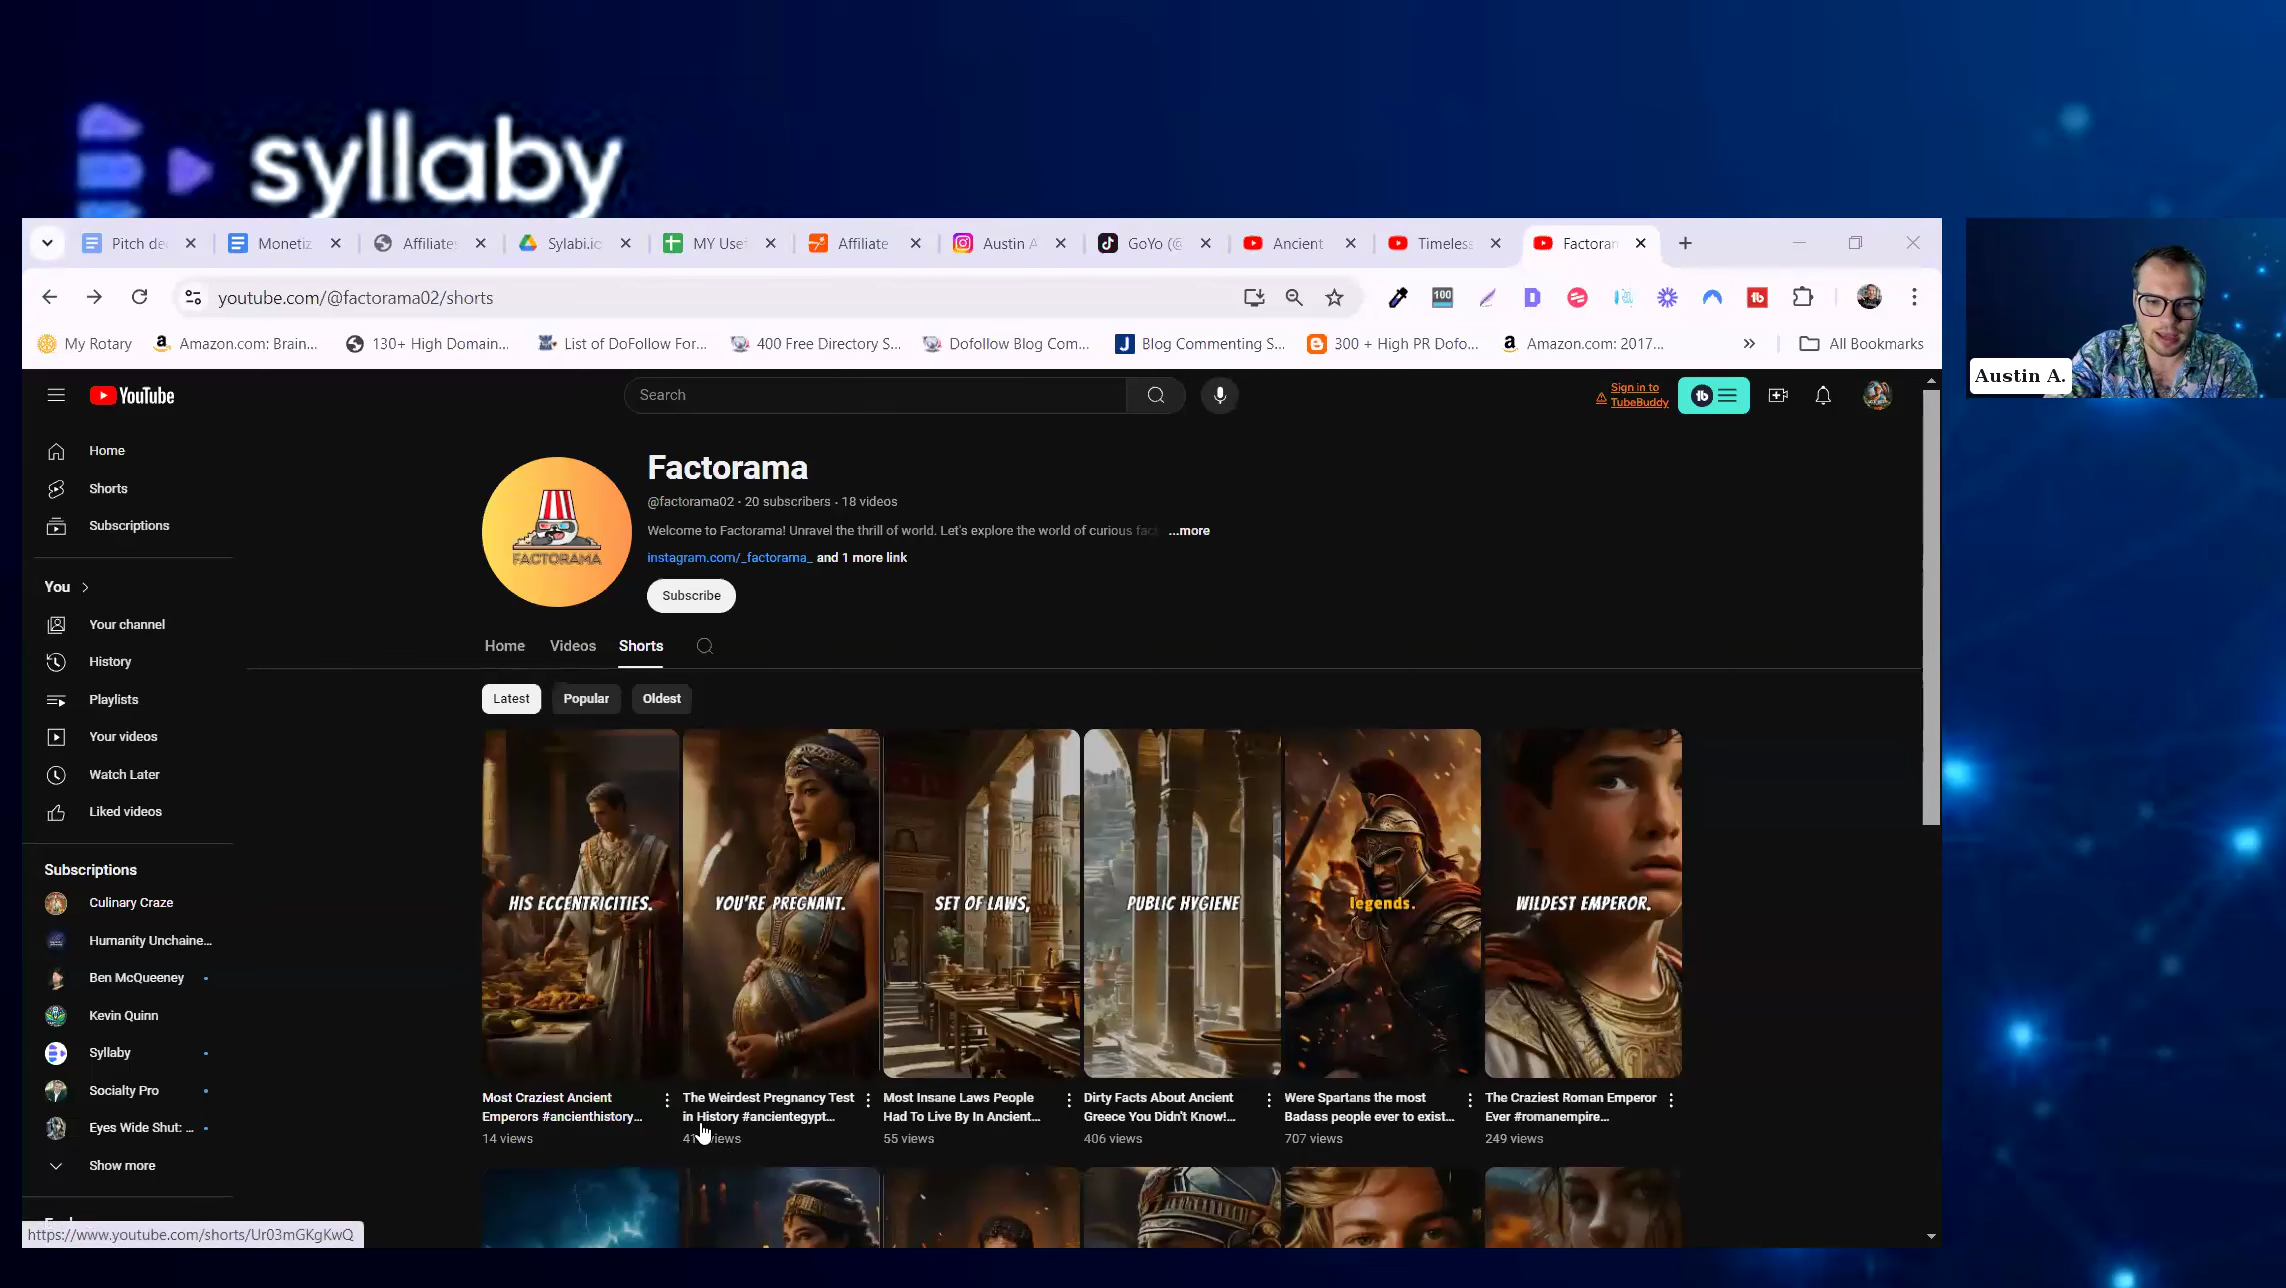 syllaby
Pitch de
Monetiz
Affiliate
Sylabi.io
MY Use
Affiliate
Austin A
GoYo (@
Ancient
Timeless
Factoram
youtube.com/@factorama02/shorts
100
My Rotary
Amazon.com: Brain...
130+ High Domain...
List of DoFollow For...
400 Free Directory S...
Dofollow Blog Com...
Blog Commenting S...
300 + High PR Dofo...
Amazon.com: 2017...
All Bookmarks
Austin A.
YouTube
Search
Sign in to
TubeBuddy
Home
Shorts
Subscriptions
You
Your channel
History
Playlists
Your videos
Watch Later
Liked videos
Subscriptions
Culinary Craze
Humanity Unchaine...
Ben McQueeney
Kevin Quinn
Syllaby
Socialty Pro
Eyes Wide Shut: ...
Show more
https://www.youtube.com/shorts/Ur03mGKgKwQ
FACTORAMA
Factorama
@factorama02 · 20 subscribers · 18 videos
Welcome to Factorama! Unravel the thrill of world. Let's explore the world of curious fac ...more
instagram.com/_factorama_ and 1 more link
Subscribe
Home
Videos
Shorts
Latest
Popular
Oldest
HIS ECCENTRICITIES.
YOU'RE PREGNANT.
SET OF LAWS,
PUBLIC HYGIENE
legends.
WILDEST EMPEROR.
Most Craziest Ancient
Emperors #ancienthistory...
14 views
The Weirdest Pregnancy Test
in History #ancientegypt...
views
Most Insane Laws People
Had To Live By In Ancient...
55 views
Dirty Facts About Ancient
Greece You Didn't Know!...
406 views
Were Spartans the most
Badass people ever to exist...
707 views
The Craziest Roman Emperor
Ever #romanempire...
249 views